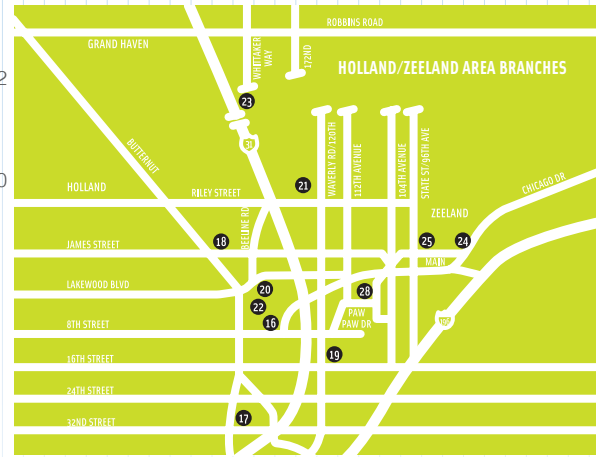 ROBBINS ROAD
GRAND HAVEN
WHITTAKER
WAY
172ND
HOLLAND/ZEELAND AREA BRANCHES
2
23
31
BUTTERNUT
WAVERLY RD/120TH
112TH AVENUE
104TH AVENUE
STATE ST/96TH AVE
CHICAGO DR
0
HOLLAND
RILEY STREET
21
BEELINE RD
ZEELAND
JAMES STREET
18
25
24
MAIN
LAKEWOOD BLVD
20
28
22
8TH STREET
16
PAW
PAW DR
196
16TH STREET
19
24TH STREET
32ND STREET
17